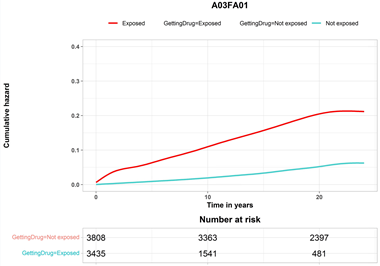 A03FA01
Exposed GettingDrug=Exposed GettingDrug=Not exposed Not exposed
Cumulative hazard
0.4
0.3
0.2
0.1
0.0
0 10 20
Time in years
Number at risk
GettingDrug=Not exposed 3808 3363 2397
GettingDrug=Exposed 3435 1541 481